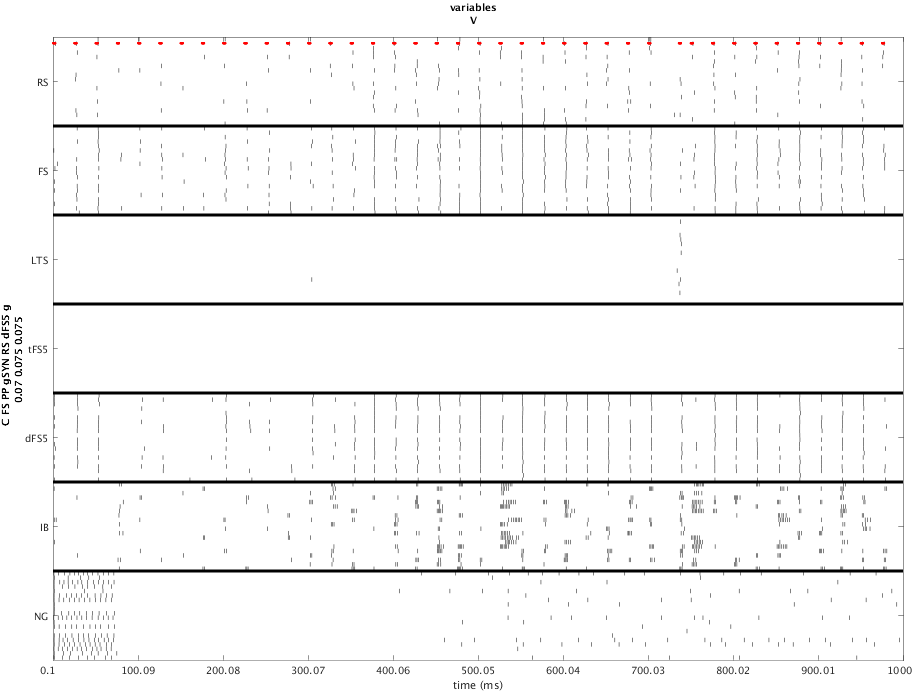 variables
V
RS
FS
LTS
tFS5
dFS5
IB
NG
C FS PP gSYN RS dFS5 g
0.07 0.075 0.075
0.1 100.09 200.08 300.07 400.06 500.05 600.04 700.03 800.02 900.01 1000
time (ms)